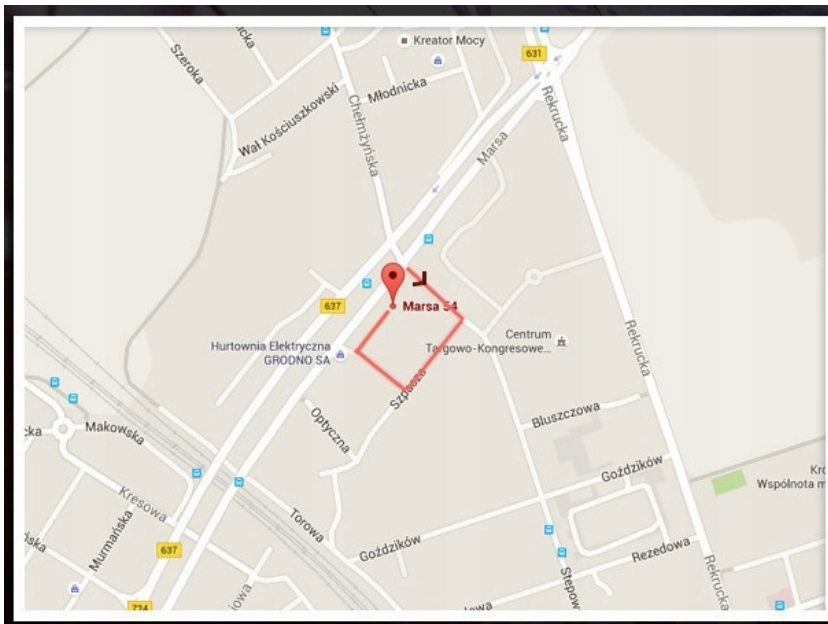 Kreator Mocy
631
Szeroka
Młodnicka
Rekrucka
Wał Kościuszkowski
Chełmżyńska
Marsa
637
Marsa 54
Hurtownia Elektryczna
GRODNO SA
Centrum
Targowo-Kongresowe...
Rekrucka
Szpacza
Optyczna
Bluszczowa
Makowska
Goździków
Kresowa
Wspólnota
Torowa
Murmańska
637
Goździków
Rezedowa
Rekrucka
724